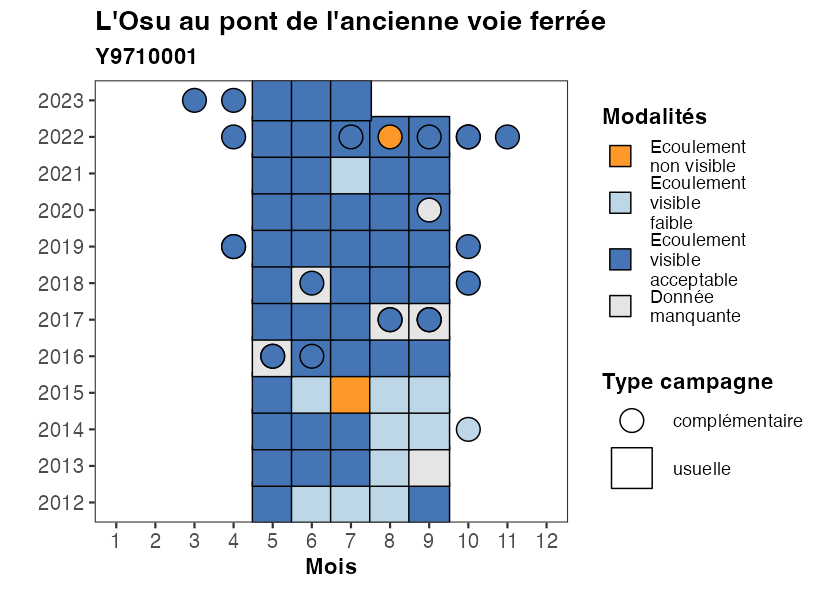 L'Osu au pont de l'ancienne voie ferrée
Y9710001
2023
2022
2021
2020
2019
2018
2017
2016
2015
2014
2013
2012
1 2 3 4 5 6 7 8 9 10 11 12
Mois
Modalités
Ecoulement
non visible
Ecoulement
visible
faible
Ecoulement
visible
acceptable
Donnée
manquante
Type campagne
complémentaire
usuelle